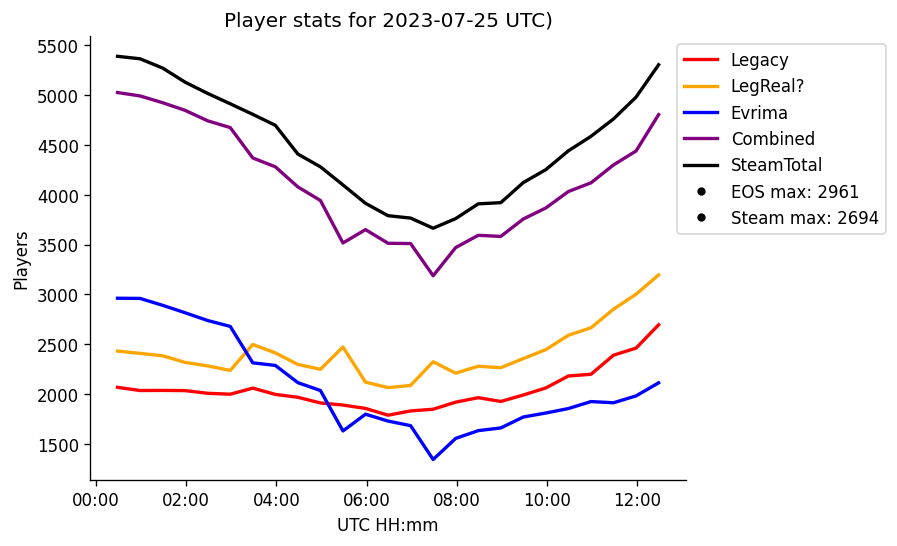 Player stats for 2023-07-25 UTC)
5500
5000
4500
4000
3500
3000
2500
2000
1500
Players
00:00 02:00 04:00 06:00 08:00 10:00 12:00
UTC HH:mm
Legacy
LegReal?
Evrima
Combined
SteamTotal
EOS max: 2961
Steam max: 2694